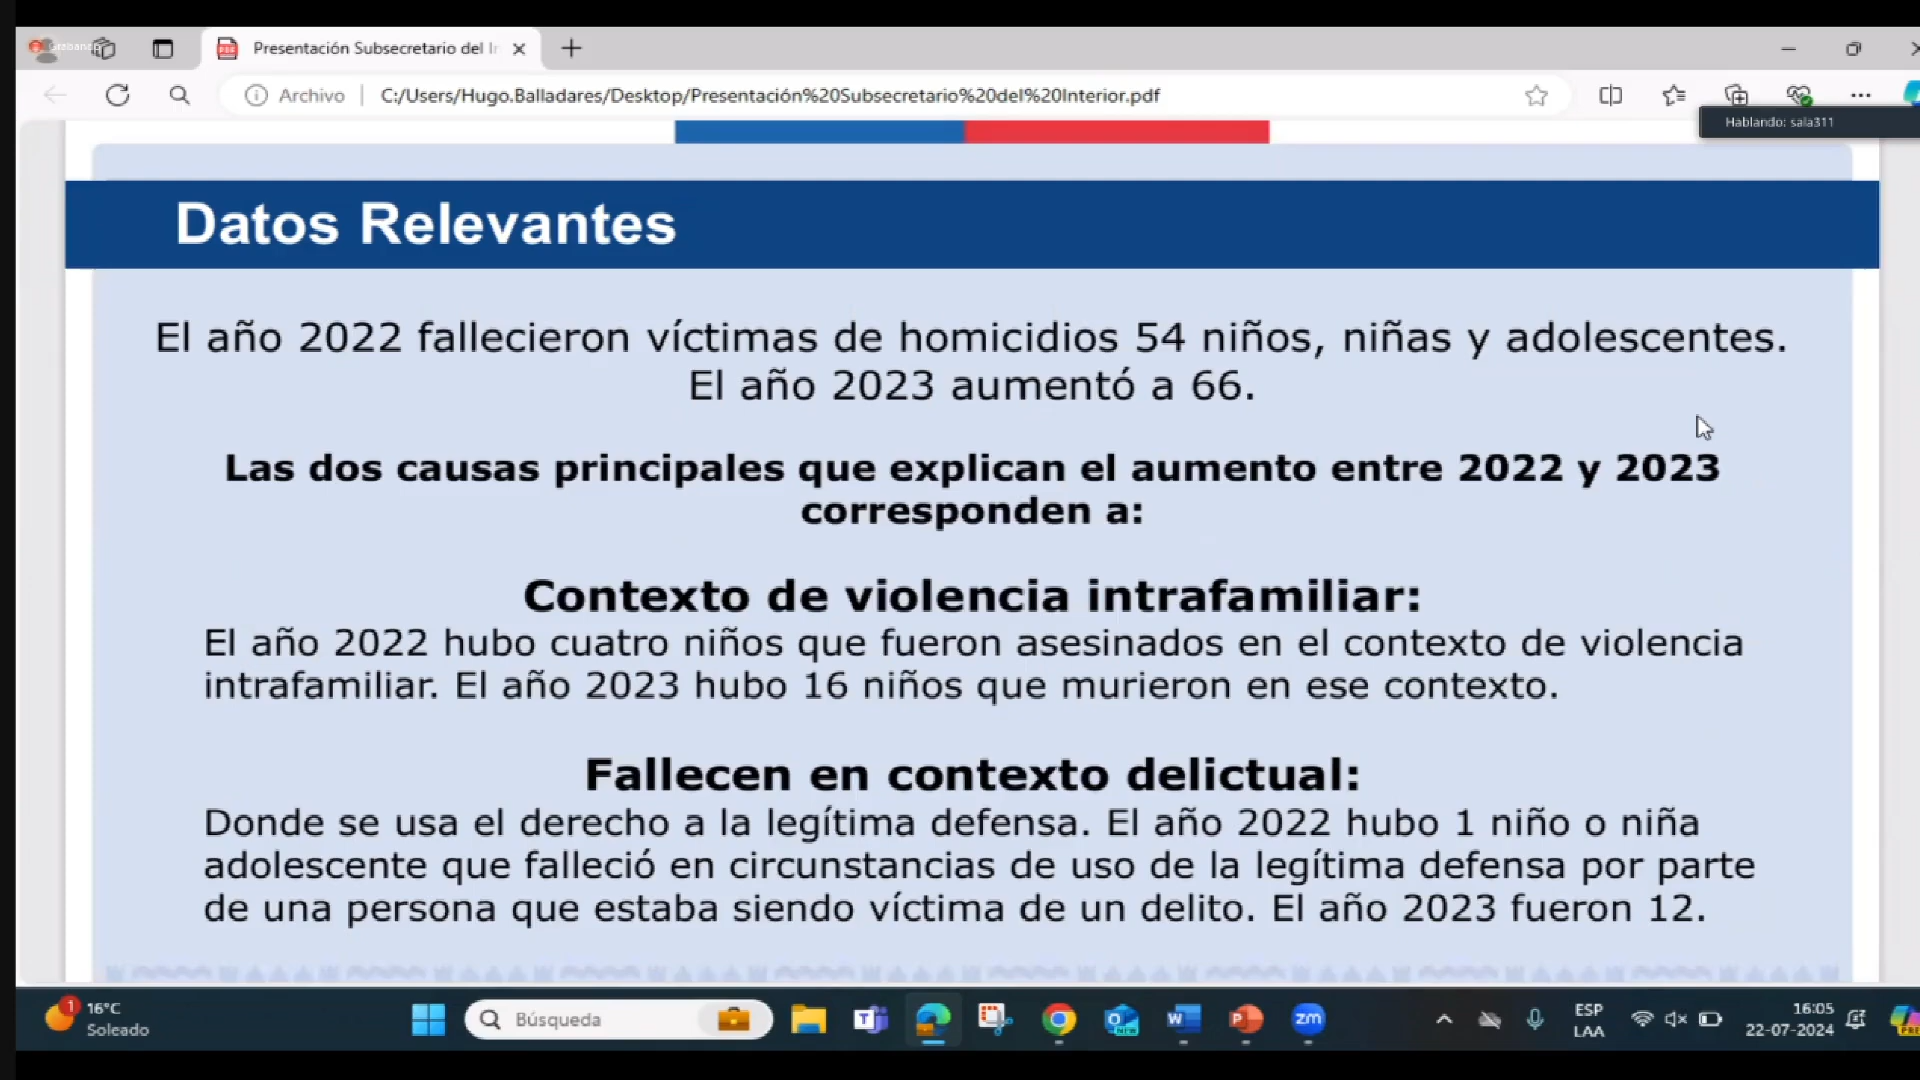 Grabando
Presentación Subsecretario del In
Archivo
C:/Users/Hugo.Balladares/Desktop/Presentación%20Subsecretario%20del%20Interior.pdf
Hablando: sala311
Datos Relevantes
El año 2022 fallecieron víctimas de homicidios 54 niños, niñas y adolescentes.
El año 2023 aumentó a 66.
Las dos causas principales que explican el aumento entre 2022 y 2023
corresponden a:
Contexto de violencia intrafamiliar:
El año 2022 hubo cuatro niños que fueron asesinados en el contexto de violencia
intrafamiliar. El año 2023 hubo 16 niños que murieron en ese contexto.
Fallecen en contexto delictual:
Donde se usa el derecho a la legítima defensa. El año 2022 hubo 1 niño o niña
adolescente que falleció en circunstancias de uso de la legítima defensa por parte
de una persona que estaba siendo víctima de un delito. El año 2023 fueron 12.
1
16°C
Soleado
Búsqueda
zm
ESP
LAA
16:05
22-07-2024